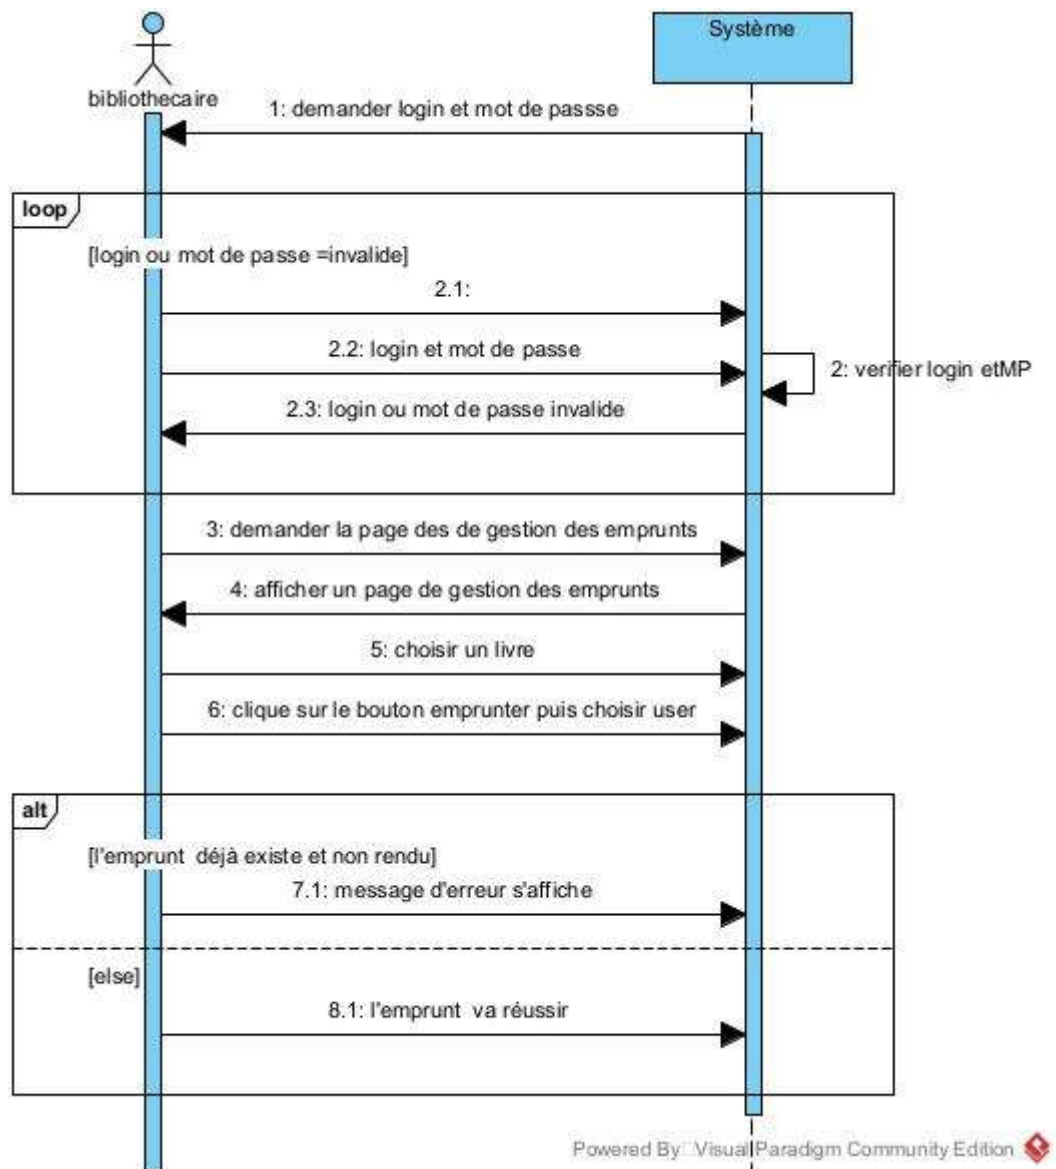 Système
bibliothecaire
1: demander login et mot de passse
loop
[login ou mot de passe =invalide]
2.1:
2.2: login et mot de passe
2: verifier login etMP
2.3: login ou mot de passe invalide
3: demander la page des de gestion des emprunts
4: afficher un page de gestion des emprunts
5: choisir un livre
6: clique sur le bouton emprunter puis choisir user
alt
[l'emprunt déjà existe et non rendu]
7.1: message d'erreur s'affiche
[else]
8.1: l'emprunt va réussir
Powered By Visual Paradigm Community Edition